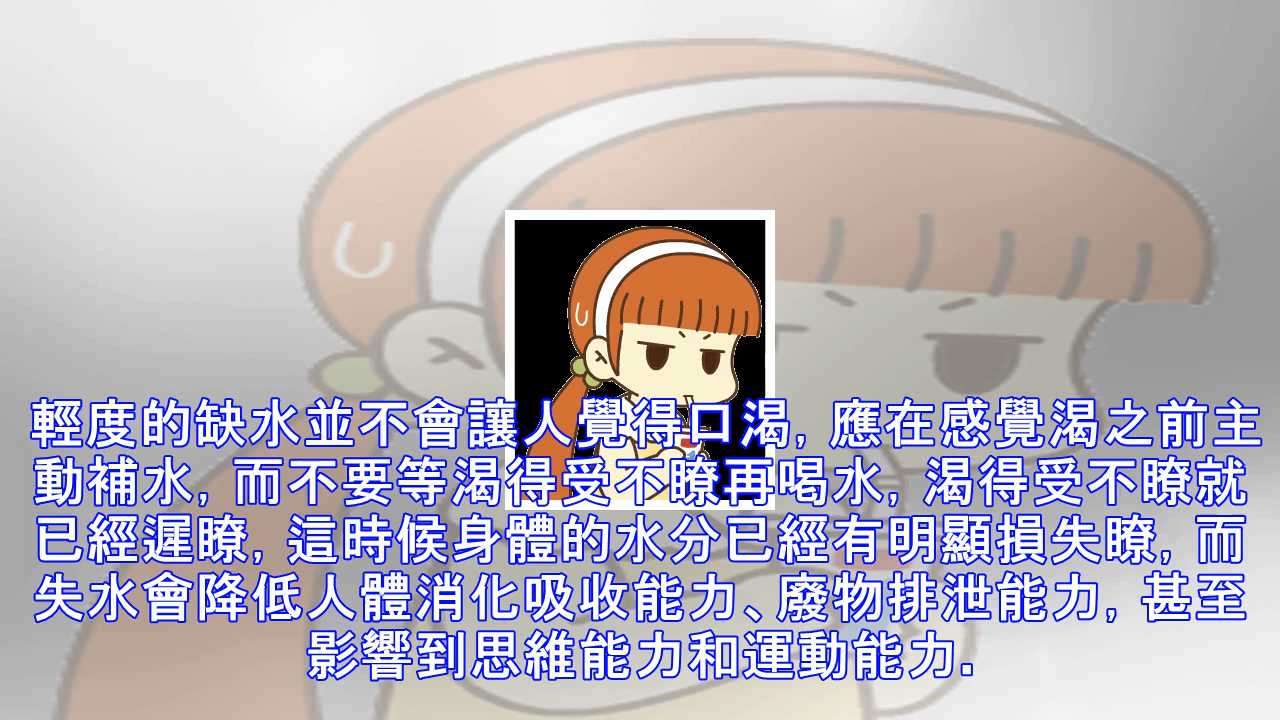 輕度的缺水並不會讓人覺得口渴, 應在感覺渴之前主
動補水, 而不要等渴得受不瞭再喝水, 渴得受不瞭就
已經遲瞭, 這時候身體的水分已經有明顯損失瞭, 而
失水會降低人體消化吸收能力、廢物排泄能力, 甚至
影響到思維能力和運動能力.